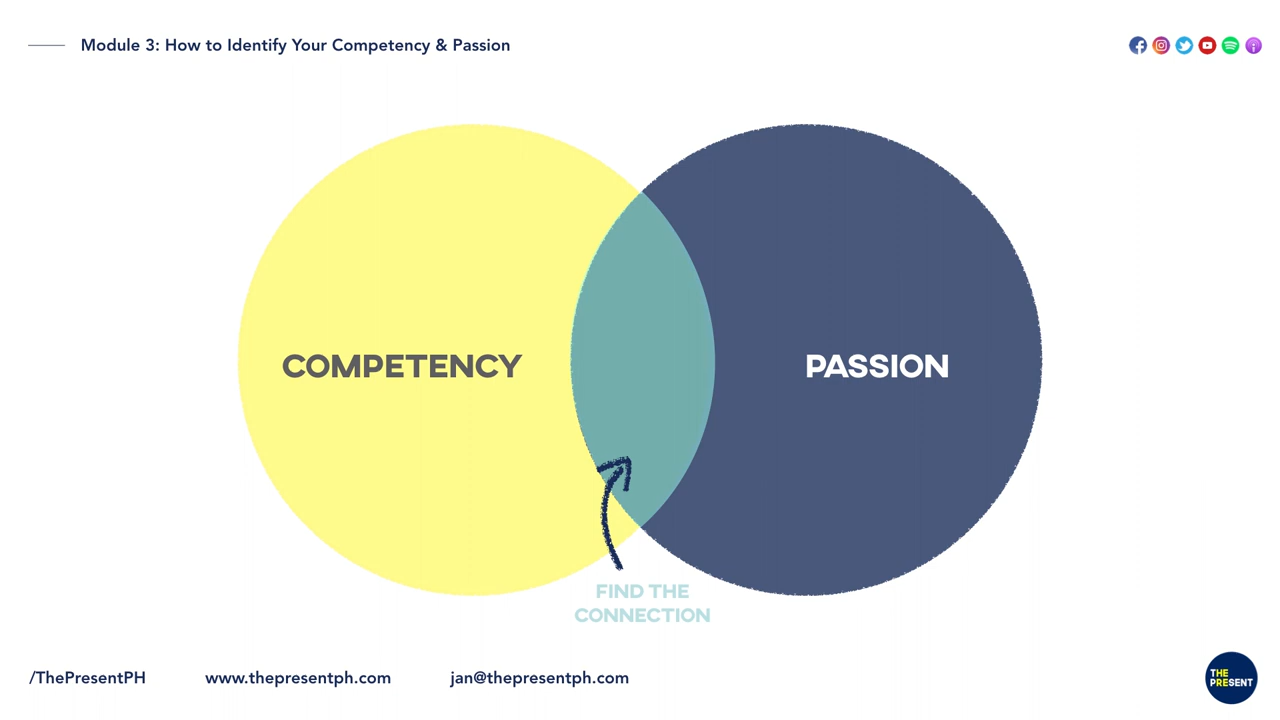 Module 3: How to Identify Your Competency & Passion
COMPETENCY
PASSION
FIND THE
CONNECTION
/ThePresentPH
www.thepresentph.com
jan@thepresentph.com
THE
PRESENT